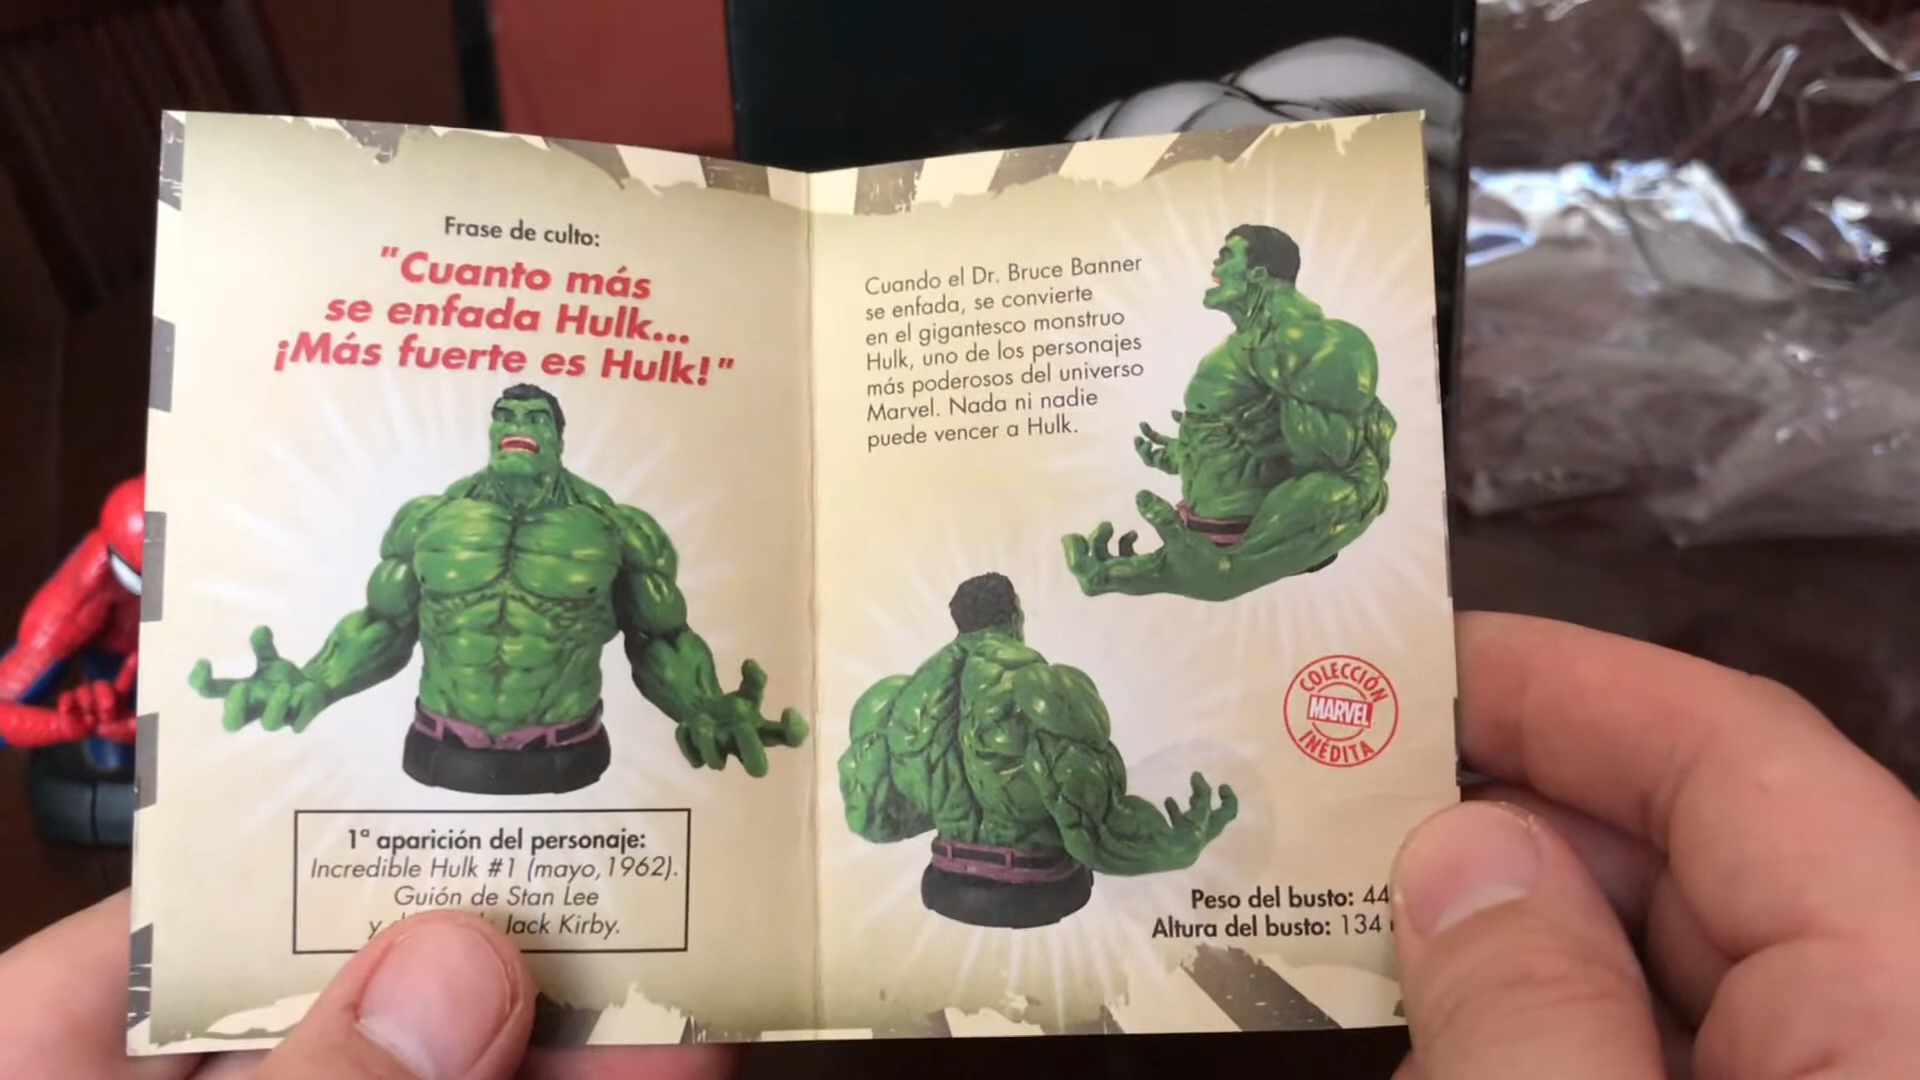 Frase de culto:
"Cuanto más
se enfada Hulk...
¡Más fuerte es Hulk!"
1ª aparición del personaje:
Incredible Hulk #1 (mayo, 1962).
Guión de Stan Lee
y Jack Kirby.
Cuando el Dr. Bruce Banner
se enfada, se convierte
en el gigantesco monstruo
Hulk, uno de los personajes
más poderosos del universo
Marvel. Nada ni nadie
puede vencer a Hulk.
COLECCIÓN
MARVEL
INÉDITA
Peso del busto: 44
Altura del busto: 134